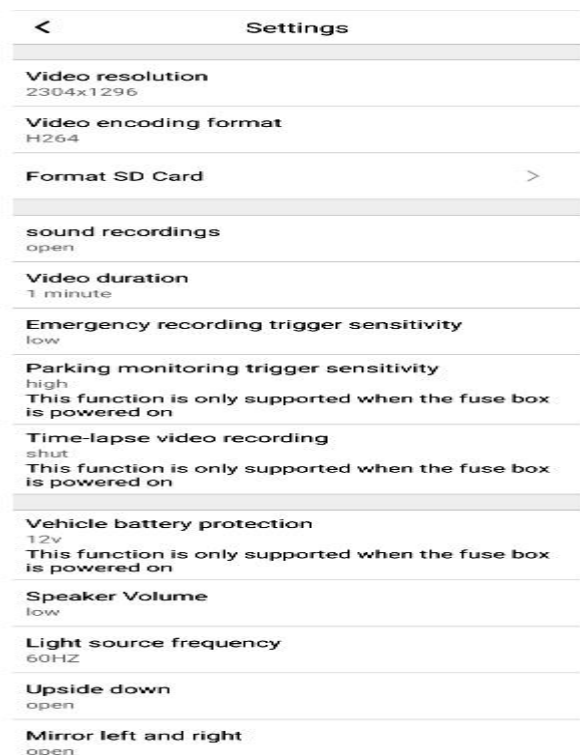 < Settings
Video resolution
2304x1296
Video encoding format
H264
Format SD Card >
sound recordings
open
Video duration
1 minute
Emergency recording trigger sensitivity
low
Parking monitoring trigger sensitivity
high
This function is only supported when the fuse box
is powered on
Time-lapse video recording
shut
This function is only supported when the fuse box
is powered on
Vehicle battery protection
12v
This function is only supported when the fuse box
is powered on
Speaker Volume
low
Light source frequency
60HZ
Upside down
open
Mirror left and right
open